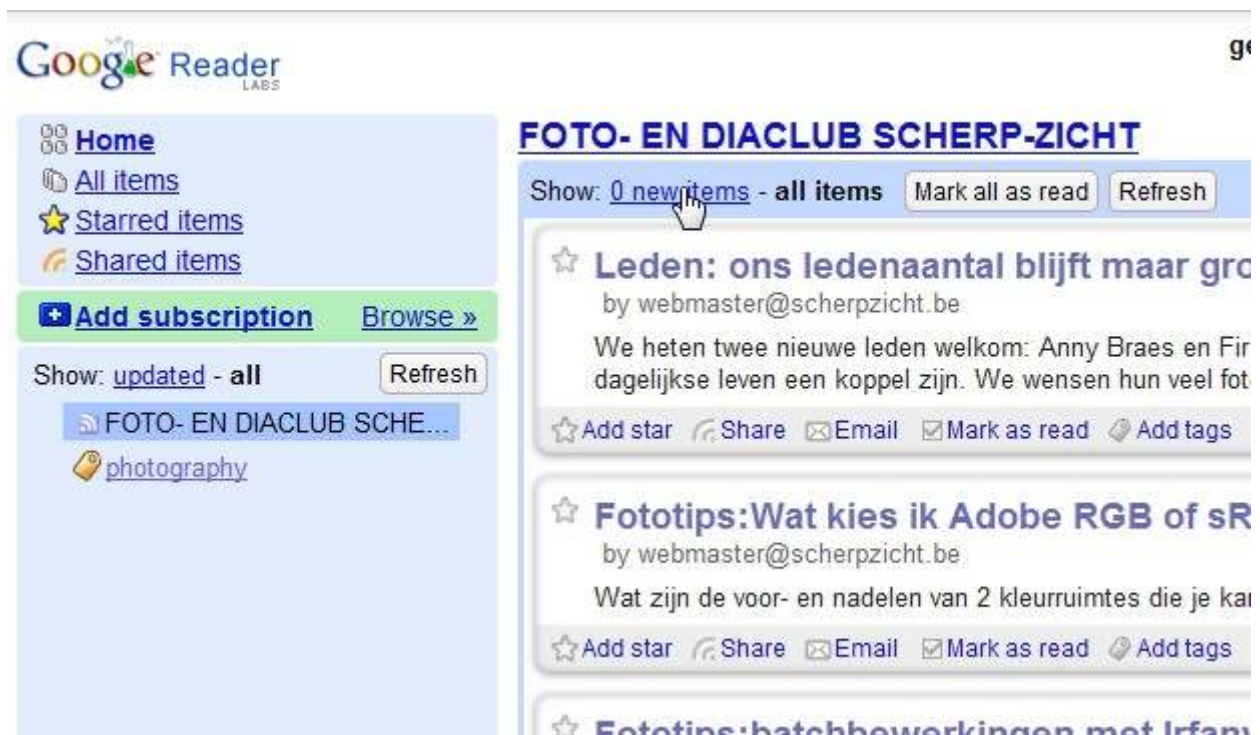 Google Reader
LABS
Home
All items
Starred items
Shared items
Add subscription Browse »
Show: updated - all Refresh
FOTO- EN DIACLUB SCHE...
photography
FOTO- EN DIACLUB SCHERP-ZICHT
Show: 0 new items - all items Mark all as read Refresh
Leden: ons ledenaantal blijft maar
by webmaster@scherpzicht.be
We heten twee nieuwe leden welkom: Anny Braes en
dagelijkse leven een koppel zijn. We wensen hun veel
Add star Share Email Mark as read Add tags
Fototips:Wat kies ik Adobe RGB of
by webmaster@scherpzicht.be
Wat zijn de voor- en nadelen van 2 kleurruimtes die je
Add star Share Email Mark as read Add tags
Fototips:batchbewerkingen met